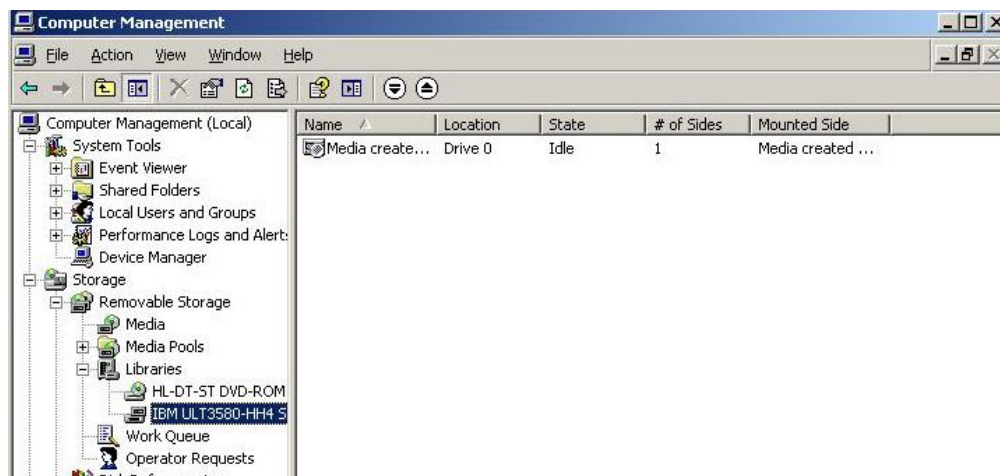 Computer Management
File Action View Window Help
Computer Management (Local)
System Tools
Event Viewer
Shared Folders
Local Users and Groups
Performance Logs and Alert
Device Manager
Storage
Removable Storage
Media
Media Pools
Libraries
HL-DT-ST DVD-ROM
IBM ULT3580-HH4 S
Work Queue
Operator Requests
Name Location State # of Sides Mounted Side
Media create... Drive 0 Idle 1 Media created ...